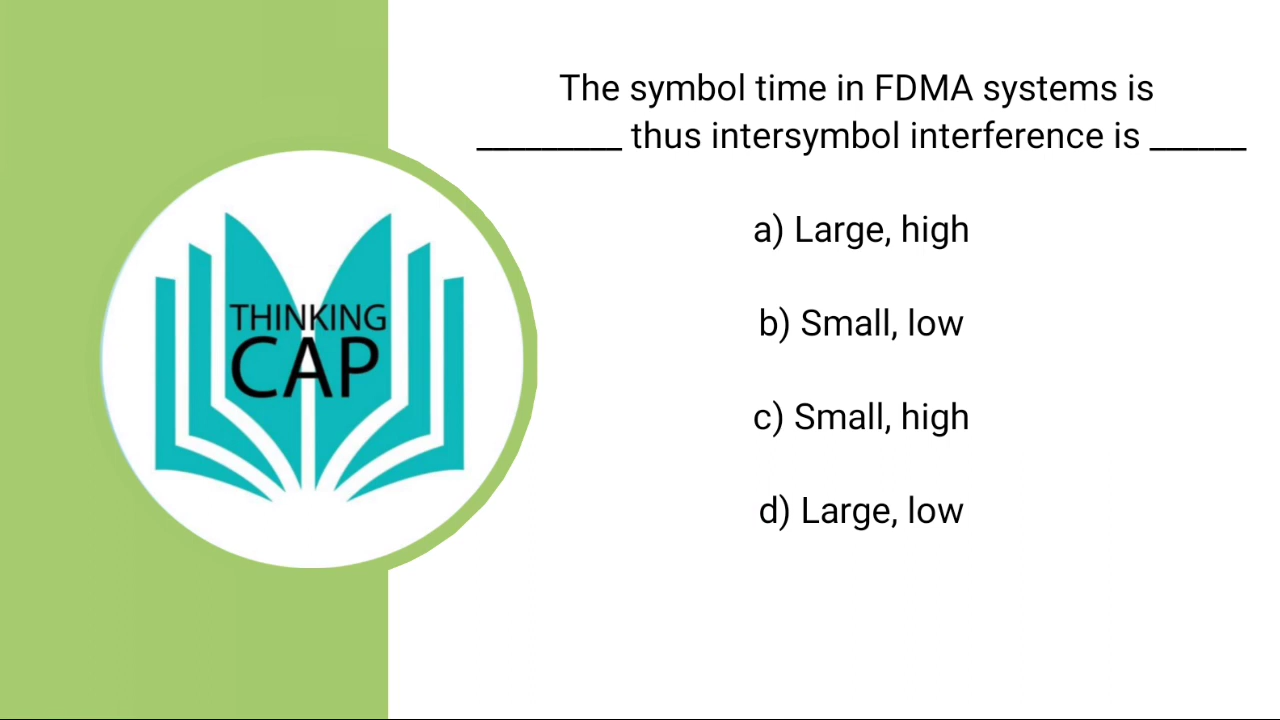 The symbol time in FDMA systems is
_________ thus intersymbol interference is ______
a) Large, high
b) Small, low
c) Small, high
d) Large, low
THINKING
CAP